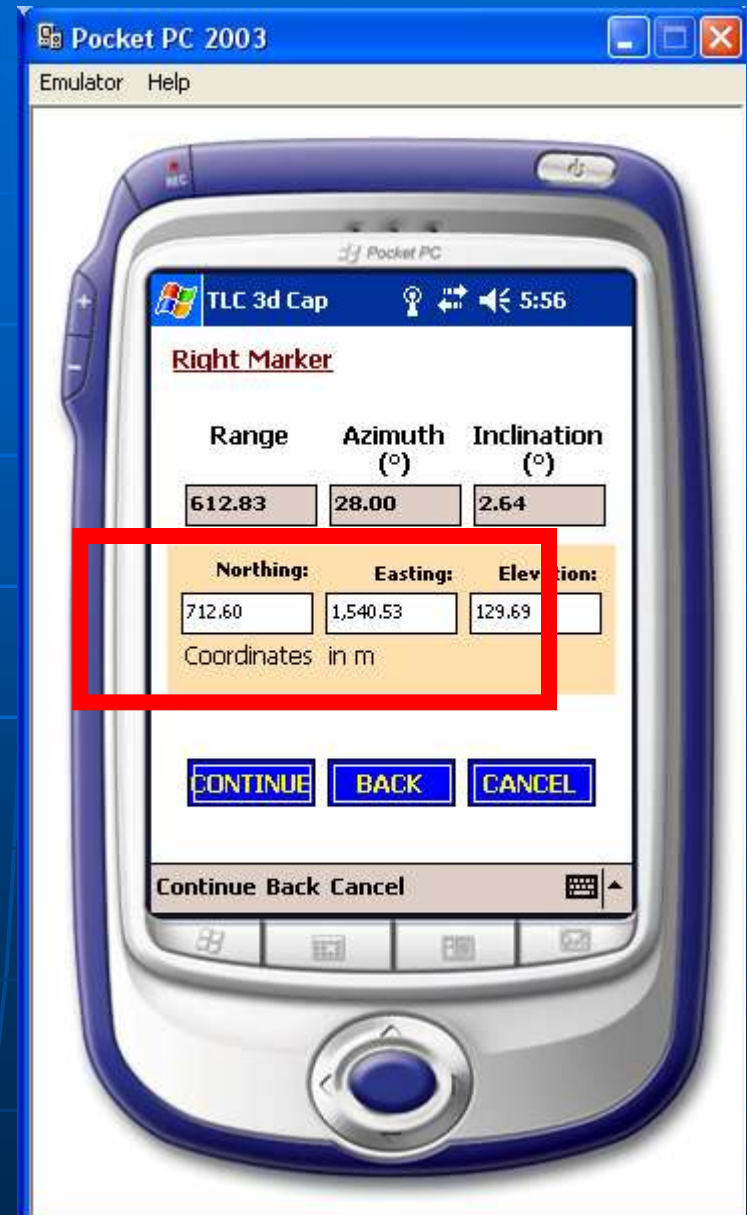 Pocket PC 2003
Emulator Help
REC
Pocket PC
TLC 3d Cap 5:56
Right Marker
Range Azimuth Inclination
(°) (°)
612.83 28.00 2.64
Northing: Easting:
712.60 1,540.53 129.69
Coordinates in m
CONTINUE BACK CANCEL
Continue Back Cancel